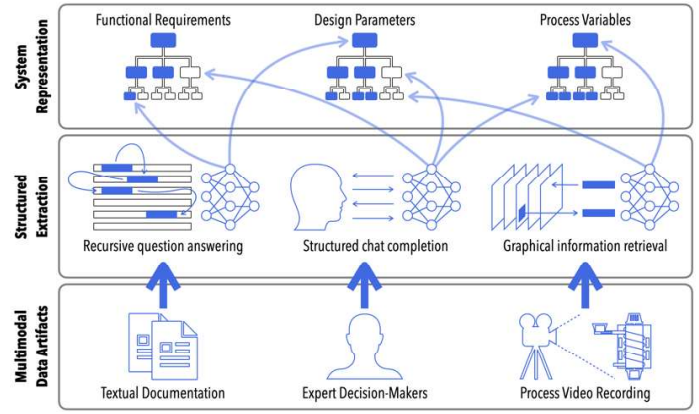 System
Representation
Functional Requirements
Design Parameters
Process Variables
Structured
Extraction
Recursive question answering
Structured chat completion
Graphical information retrieval
Multimodal
Data Artifacts
Textual Documentation
Expert Decision-Makers
Process Video Recording